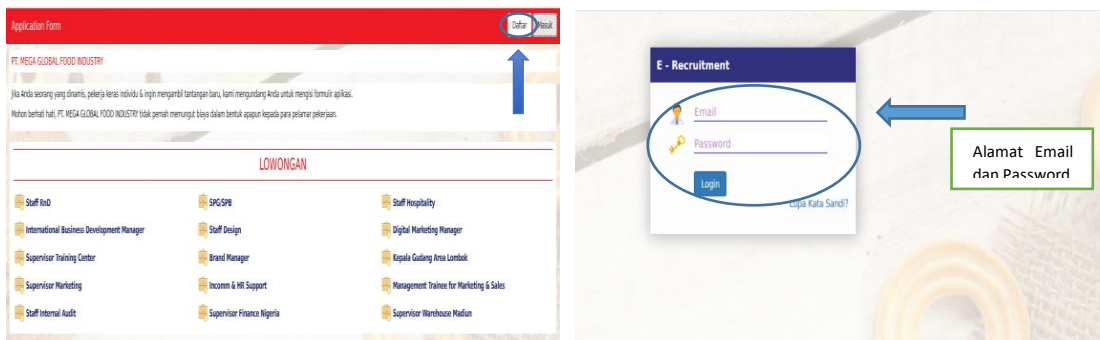 Application Form
Daftar
Masuk
PT. MEGA GLOBAL FOOD INDUSTRY
Jika Anda seorang yang dinamis, pekerja keras individu & ingin mengambil tantangan baru, kami mengundang Anda untuk mengisi formulir aplikasi.
Mohon berhati hati, PT. MEGA GLOBAL FOOD INDUSTRY tidak pernah memungut biaya dalam bentuk apapun kepada para pelamar pekerjaan.
LOWONGAN
Staff RnD
SPG/SPB
Staff Hospitality
International Business Development Manager
Staff Design
Digital Marketing Manager
Supervisor Training Center
Brand Manager
Kepala Gudang Area Lombok
Supervisor Marketing
Incomm & HR Support
Management Trainee for Marketing & Sales
Staff Internal Audit
Supervisor Finance Nigeria
Supervisor Warehouse Madiun
E - Recruitment
Email
Password
Login
Lupa Kata Sandi?
Alamat Email
dan Password